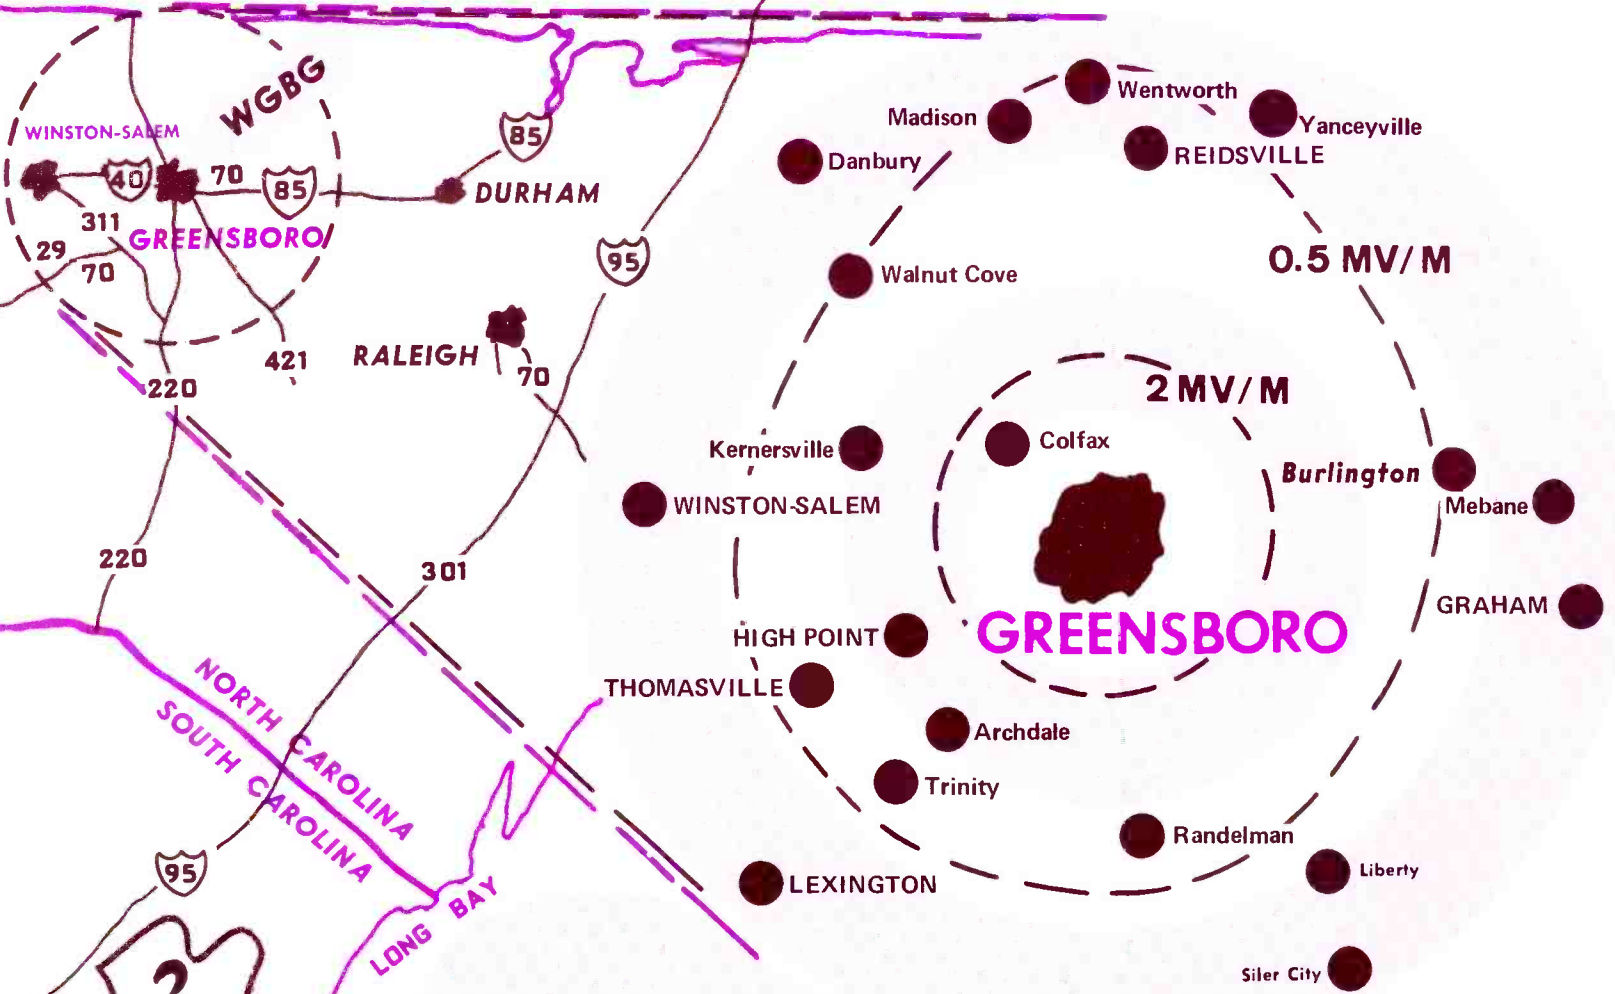 WGBG
WINSTON-SALEM
40
70
85
85
DURHAM
311
GREENSBORO
29
70
95
RALEIGH
70
421
220
220
301
NORTH CAROLINA
SOUTH CAROLINA
95
LONG BAY
2
Wentworth
Madison
Yanceyville
REIDSVILLE
Danbury
0.5 MV/M
Walnut Cove
2 MV/M
Colfax
Kernersville
Burlington
WINSTON-SALEM
Mebane
GRAHAM
GREENSBORO
HIGH POINT
THOMASVILLE
Archdale
Trinity
Randelman
Liberty
LEXINGTON
Siler City